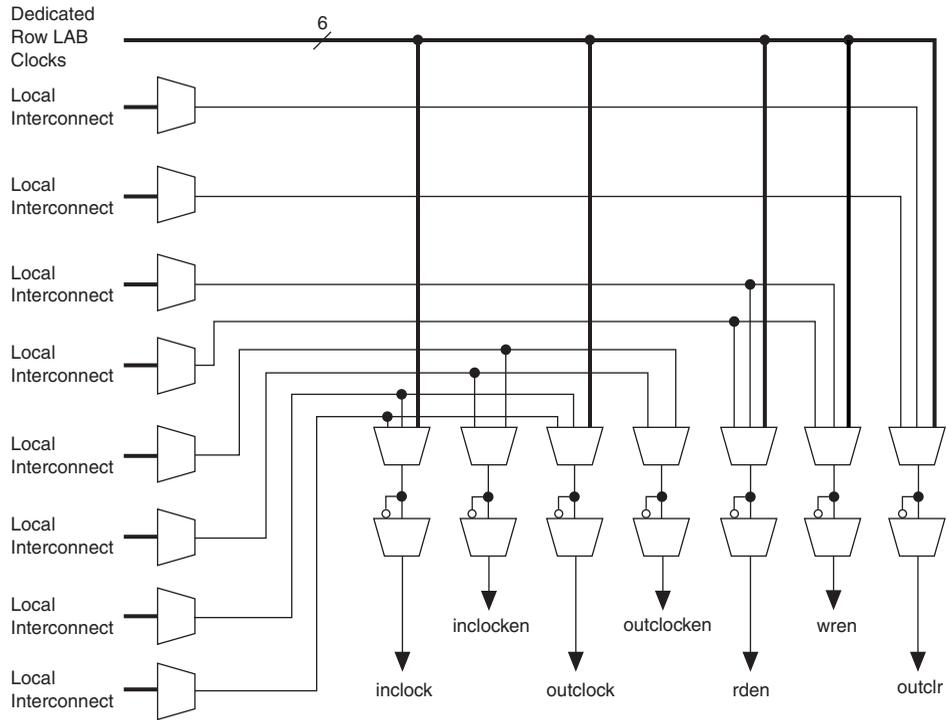 Dedicated
Row LAB
Clocks
6
Local
Interconnect
Local
Interconnect
Local
Interconnect
Local
Interconnect
Local
Interconnect
Local
Interconnect
Local
Interconnect
Local
Interconnect
inclocken
outclocken
wren
inclock
outclock
rden
outclr